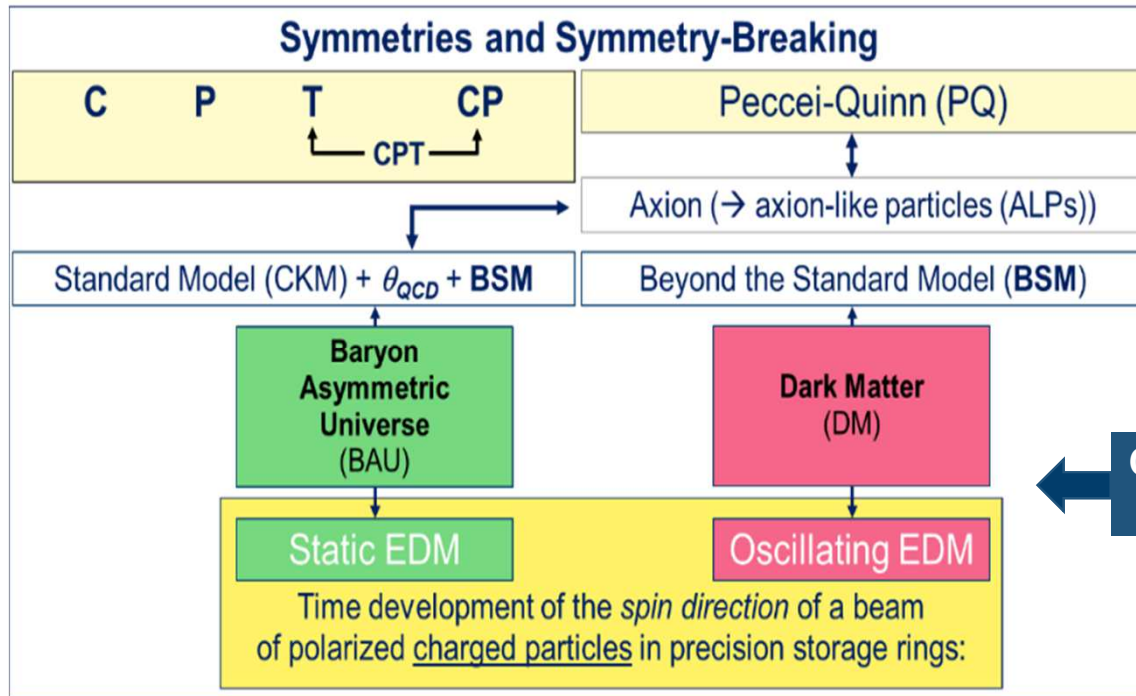 Symmetries and Symmetry-Breaking
C P T CP
CPT
Peccei-Quinn (PQ)
Axion (→ axion-like particles (ALPs))
Standard Model (CKM) + θQCD + BSM
Beyond the Standard Model (BSM)
Baryon
Asymmetric
Universe
(BAU)
Dark Matter
(DM)
Static EDM
Oscillating EDM
Time development of the spin direction of a beam
of polarized charged particles in precision storage rings: